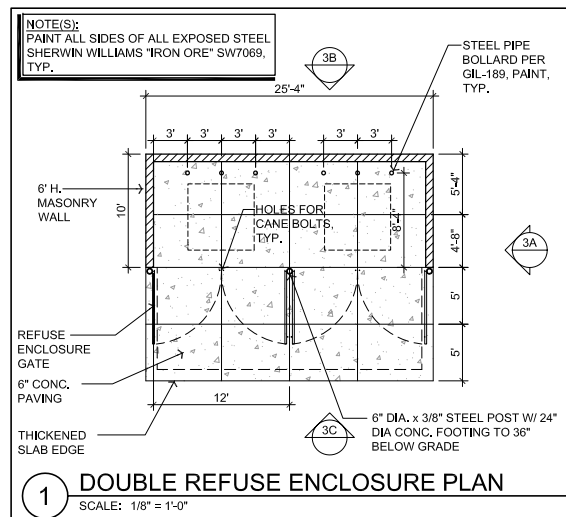 NOTE(S):
PAINT ALL SIDES OF ALL EXPOSED STEEL
SHERWIN WILLIAMS "IRON ORE" SW7069,
TYP.
3B
STEEL PIPE
BOLLARD PER
GIL-189, PAINT,
TYP.
25'-4"
3'
3'
3'
3'
3'
3'
6' H.
MASONRY
WALL
10'
HOLES FOR
CANE BOLTS,
TYP.
8'-4"
5'-4"
4'-8"
3A
5'
5'
REFUSE
ENCLOSURE
GATE
6" CONC.
PAVING
12'
THICKENED
SLAB EDGE
3C
6" DIA. x 3/8" STEEL POST W/ 24"
DIA CONC. FOOTING TO 36"
BELOW GRADE
1
DOUBLE REFUSE ENCLOSURE PLAN
SCALE: 1/8" = 1'-0"